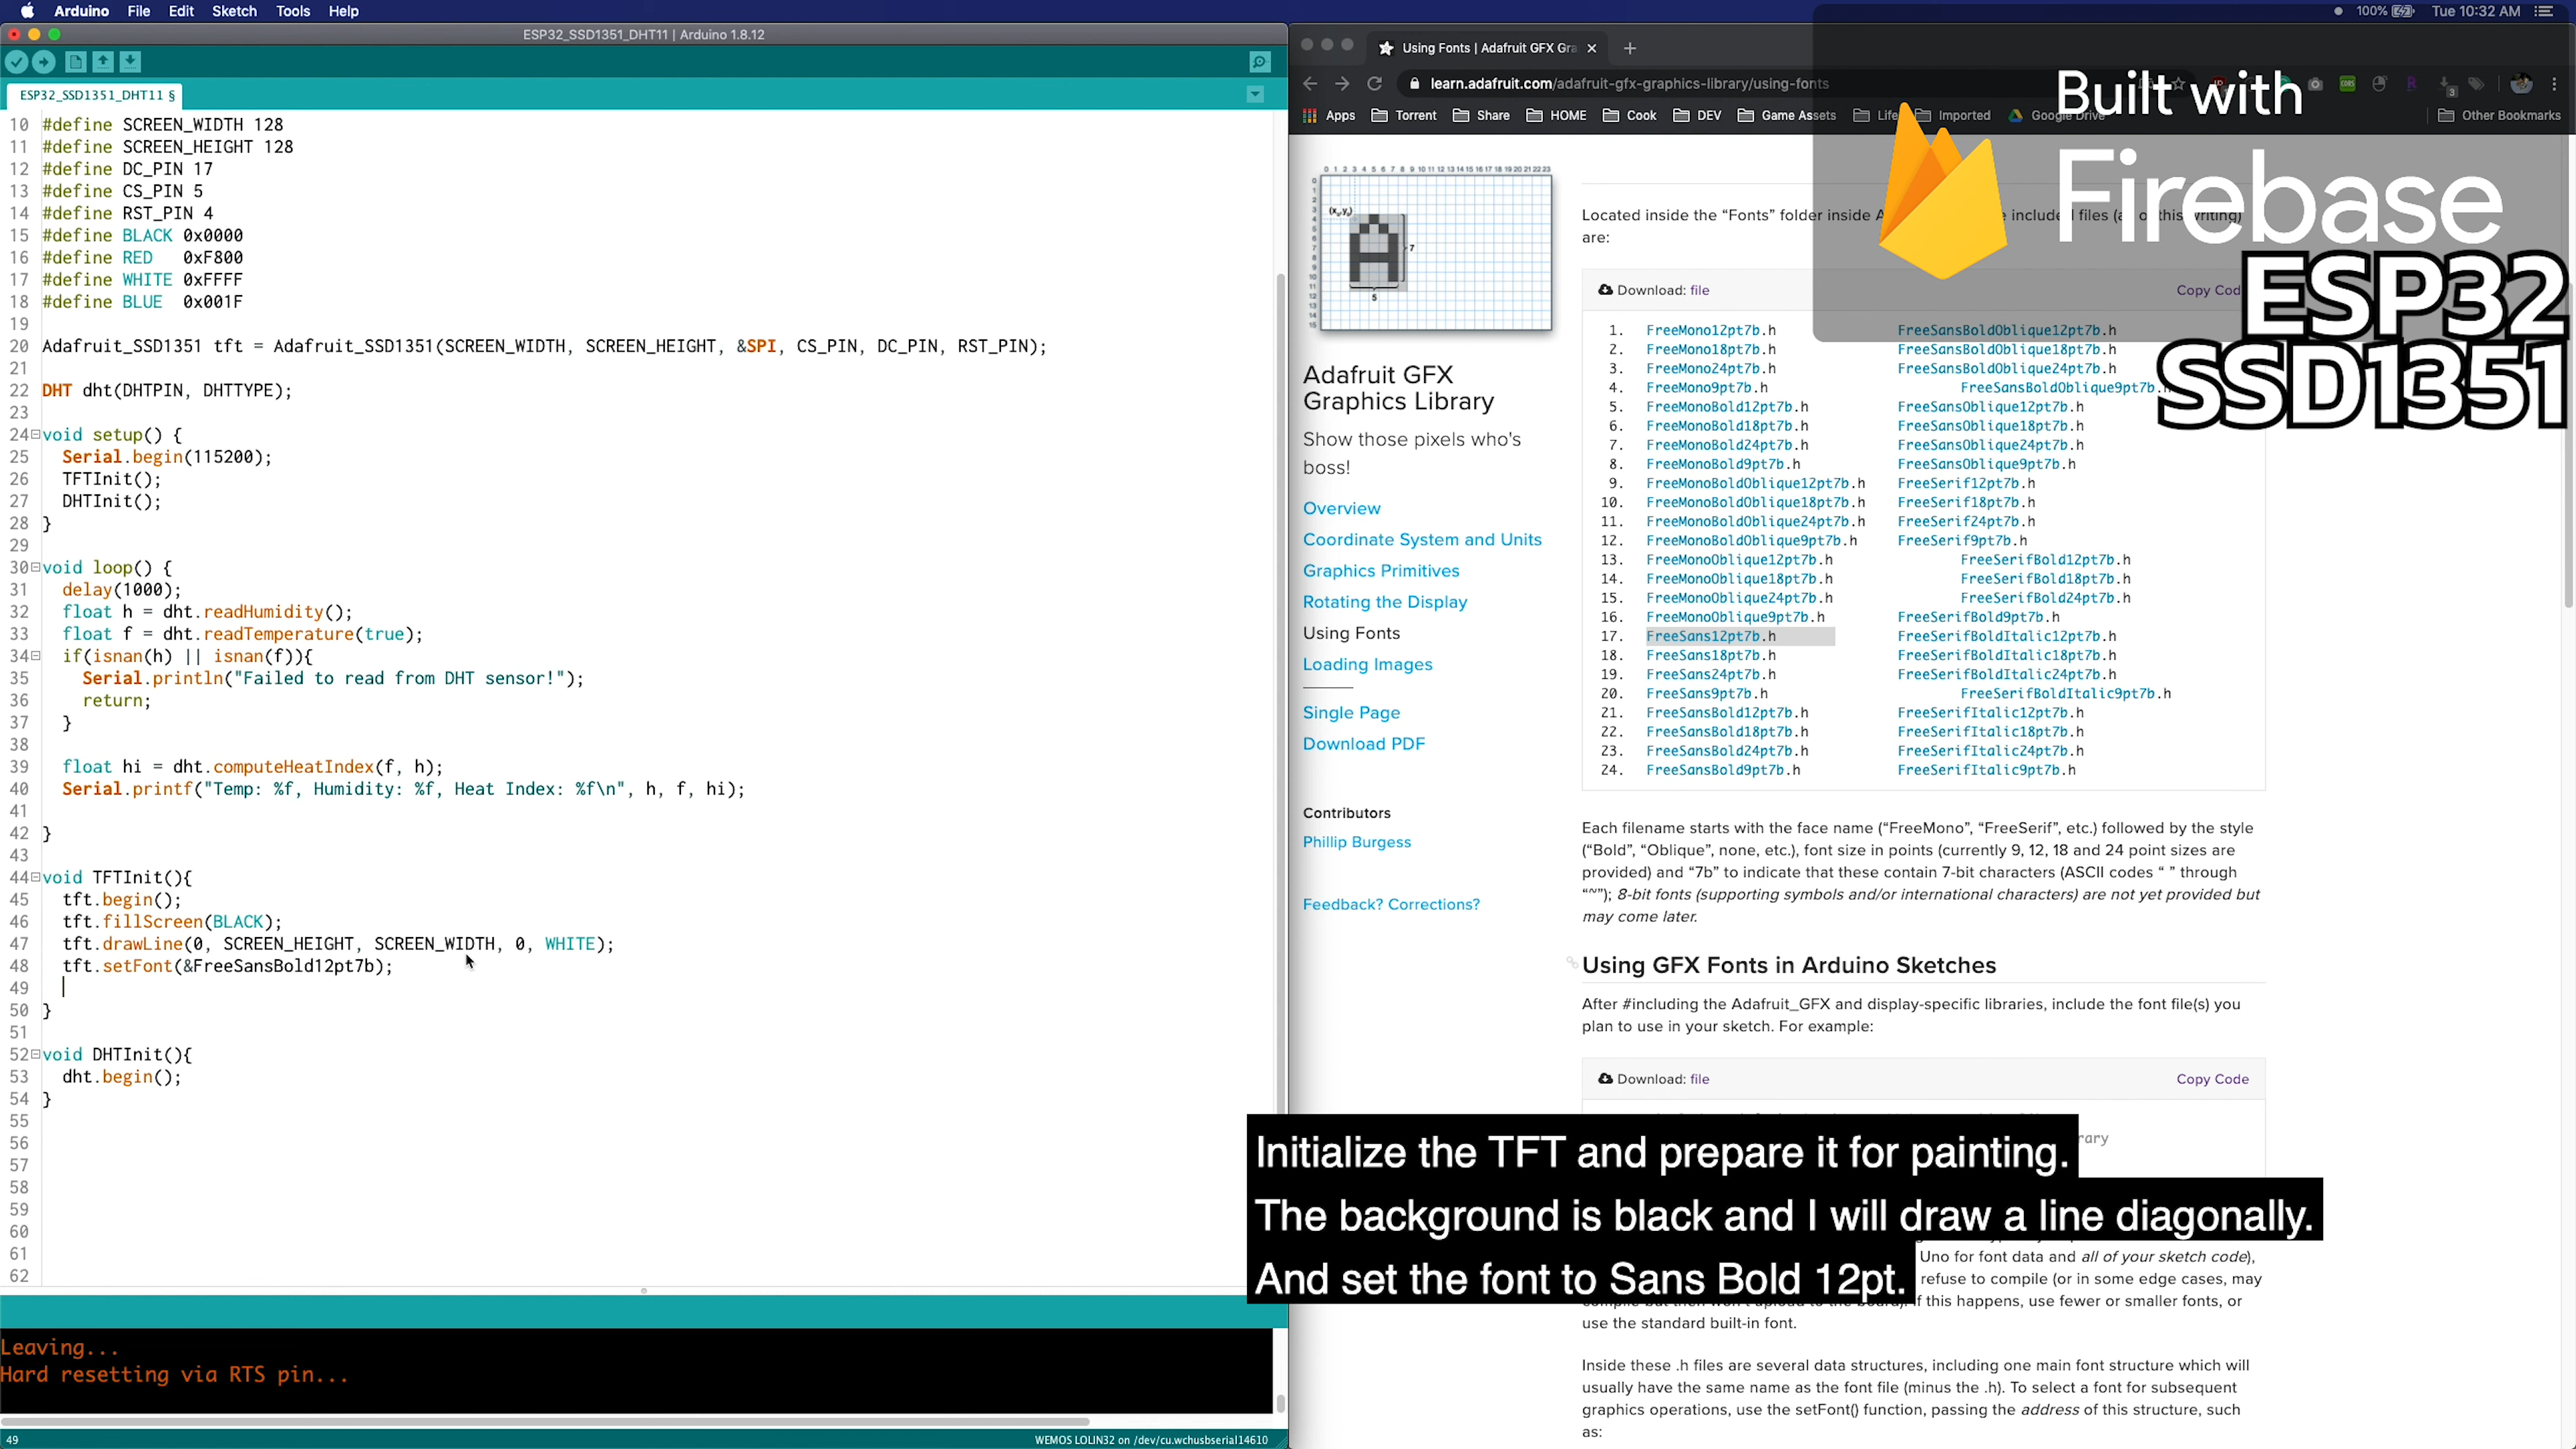 Arduino File Edit Sketch Tools Help
100% Tue 10:32 AM
ESP32_SSD1351_DHT11 | Arduino 1.8.12
ESP32_SSD1351_DHT11 §
10 #define SCREEN_WIDTH 128
11 #define SCREEN_HEIGHT 128
12 #define DC_PIN 17
13 #define CS_PIN 5
14 #define RST_PIN 4
15 #define BLACK 0x0000
16 #define RED 0xF800
17 #define WHITE 0xFFFF
18 #define BLUE 0x001F
19
20 Adafruit_SSD1351 tft = Adafruit_SSD1351(SCREEN_WIDTH, SCREEN_HEIGHT, &SPI, CS_PIN, DC_PIN, RST_PIN);
21
22 DHT dht(DHTPIN, DHTTYPE);
23
24 void setup() {
25 Serial.begin(115200);
26 TFTInit();
27 DHTInit();
28 }
29
30 void loop() {
31 delay(1000);
32 float h = dht.readHumidity();
33 float f = dht.readTemperature(true);
34 if(isnan(h) || isnan(f)){
35 Serial.println("Failed to read from DHT sensor!");
36 return;
37 }
38
39 float hi = dht.computeHeatIndex(f, h);
40 Serial.printf("Temp: %f, Humidity: %f, Heat Index: %f\n", h, f, hi);
41
42 }
43
44 void TFTInit(){
45 tft.begin();
46 tft.fillScreen(BLACK);
47 tft.drawLine(0, SCREEN_HEIGHT, SCREEN_WIDTH, 0, WHITE);
48 tft.setFont(&FreeSansBold12pt7b);
49
50 }
51
52 void DHTInit(){
53 dht.begin();
54 }
55
56
57
58
59
60
61
62
Leaving...
Hard resetting via RTS pin...
49
WEMOS LOLIN32 on /dev/cu.wchusbserial14610
Using Fonts | Adafruit GFX Gra
learn.adafruit.com/adafruit-gfx-graphics-library/using-fonts
Apps Torrent Share HOME Cook DEV Game Assets Life Imported Google Drive Other Bookmarks
Built with
Firebase
ESP32
SSD1351
Adafruit GFX
Graphics Library
Show those pixels who's
boss!
Overview
Coordinate System and Units
Graphics Primitives
Rotating the Display
Using Fonts
Loading Images
Single Page
Download PDF
Contributors
Phillip Burgess
Feedback? Corrections?
Located inside the “Fonts” folder inside included files (as of this writing)
are:
Download: file Copy Cod
1. FreeMono12pt7b.h FreeSansBoldOblique12pt7b.h
2. FreeMono18pt7b.h FreeSansBoldOblique18pt7b.h
3. FreeMono24pt7b.h FreeSansBoldOblique24pt7b.h
4. FreeMono9pt7b.h FreeSansBoldOblique9pt7b.
5. FreeMonoBold12pt7b.h FreeSansOblique12pt7b.h
6. FreeMonoBold18pt7b.h FreeSansOblique18pt7b.h
7. FreeMonoBold24pt7b.h FreeSansOblique24pt7b.h
8. FreeMonoBold9pt7b.h FreeSansOblique9pt7b.h
9. FreeMonoBoldOblique12pt7b.h FreeSerif12pt7b.h
10. FreeMonoBoldOblique18pt7b.h FreeSerif18pt7b.h
11. FreeMonoBoldOblique24pt7b.h FreeSerif24pt7b.h
12. FreeMonoBoldOblique9pt7b.h FreeSerif9pt7b.h
13. FreeMonoOblique12pt7b.h FreeSerifBold12pt7b.h
14. FreeMonoOblique18pt7b.h FreeSerifBold18pt7b.h
15. FreeMonoOblique24pt7b.h FreeSerifBold24pt7b.h
16. FreeMonoOblique9pt7b.h FreeSerifBold9pt7b.h
17. FreeSans12pt7b.h FreeSerifBoldItalic12pt7b.h
18. FreeSans18pt7b.h FreeSerifBoldItalic18pt7b.h
19. FreeSans24pt7b.h FreeSerifBoldItalic24pt7b.h
20. FreeSans9pt7b.h FreeSerifBoldItalic9pt7b.h
21. FreeSansBold12pt7b.h FreeSerifItalic12pt7b.h
22. FreeSansBold18pt7b.h FreeSerifItalic18pt7b.h
23. FreeSansBold24pt7b.h FreeSerifItalic24pt7b.h
24. FreeSansBold9pt7b.h FreeSerifItalic9pt7b.h
Each filename starts with the face name (“FreeMono”, “FreeSerif”, etc.) followed by the style
(“Bold”, “Oblique”, none, etc.), font size in points (currently 9, 12, 18 and 24 point sizes are
provided) and “7b” to indicate that these contain 7-bit characters (ASCII codes “ ” through
“~”); 8-bit fonts (supporting symbols and/or international characters) are not yet provided but
may come later.
Using GFX Fonts in Arduino Sketches
After #including the Adafruit_GFX and display-specific libraries, include the font file(s) you
plan to use in your sketch. For example:
Download: file Copy Code
Initialize the TFT and prepare it for painting.
The background is black and I will draw a line diagonally.
And set the font to Sans Bold 12pt.
Uno for font data and all of your sketch code),
refuse to compile (or in some edge cases, may
if this happens, use fewer or smaller fonts, or
use the standard built-in font.
Inside these .h files are several data structures, including one main font structure which will
usually have the same name as the font file (minus the .h). To select a font for subsequent
graphics operations, use the setFont() function, passing the address of this structure, such
as: